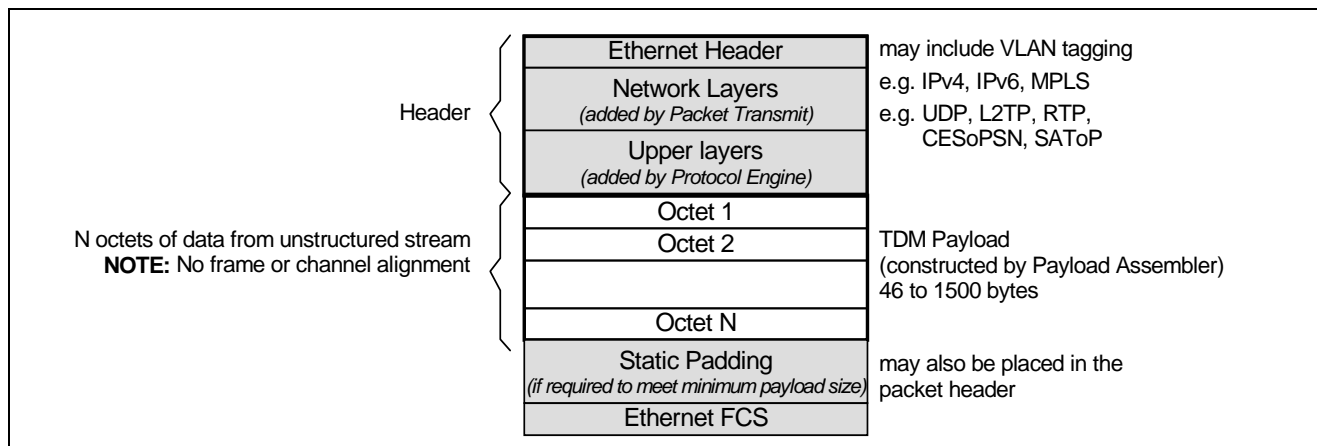 Ethernet Header
may include VLAN tagging
Network Layers
(added by Packet Transmit)
e.g. IPv4, IPv6, MPLS
Header
e.g. UDP, L2TP, RTP,
CESoPSN, SAToP
Upper layers
(added by Protocol Engine)
Octet 1
N octets of data from unstructured stream
NOTE: No frame or channel alignment
Octet 2
TDM Payload
(constructed by Payload Assembler)
46 to 1500 bytes
Octet N
Static Padding
(if required to meet minimum payload size)
may also be placed in the
packet header
Ethernet FCS